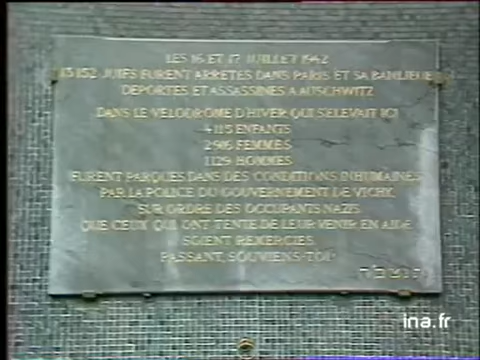 LES 16 ET 17 JUILLET 1942
13152 JUIFS FURENT ARRETES DANS PARIS ET SA BANLIEUE
DEPORTES ET ASSASSINES A AUSCHWITZ
DANS LE VELODROME D'HIVER QUI S'ELEVAIT ICI
4115 ENFANTS
2916 FEMMES
1129 HOMMES
FURENT PARQUES DANS DES CONDITIONS INHUMAINES
PAR LA POLICE DU GOUVERNEMENT DE VICHY
SUR ORDRE DES OCCUPANTS NAZIS
QUE CEUX QUI ONT TENTE DE LEUR VENIR EN AIDE
SOIENT REMERCIES
PASSANT, SOUVIENS-TOI!
ina.fr